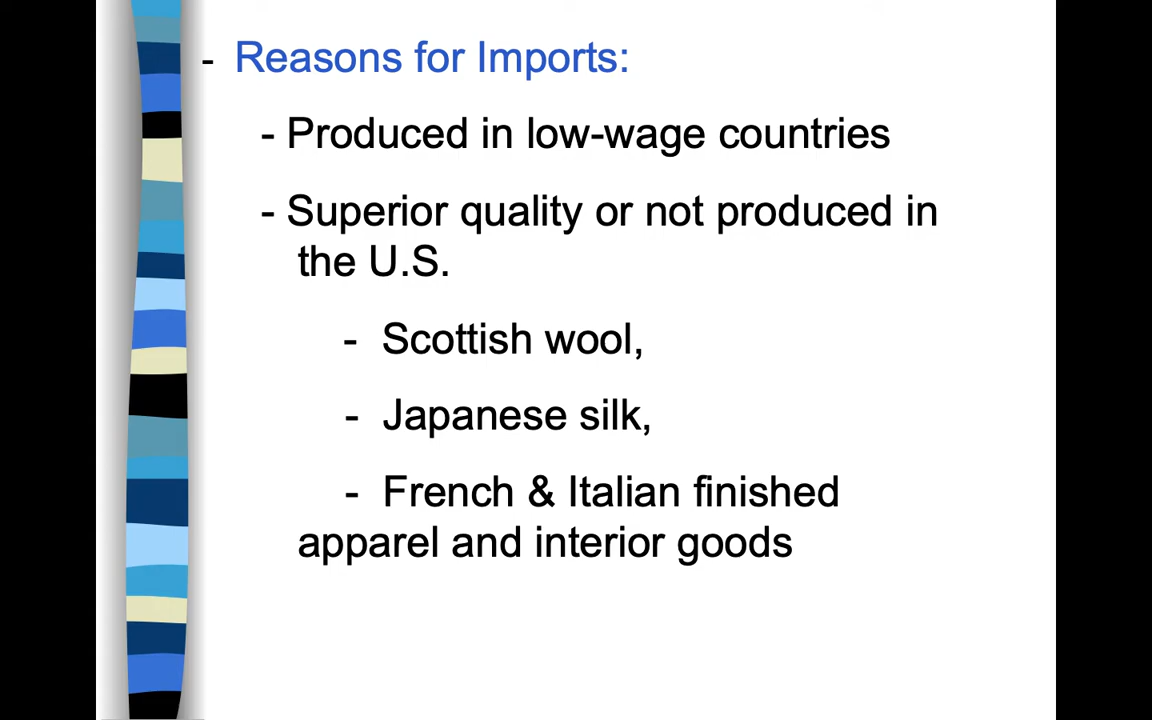 - Reasons for Imports:
- Produced in low-wage countries
- Superior quality or not produced in
the U.S.
- Scottish wool,
- Japanese silk,
- French & Italian finished
apparel and interior goods